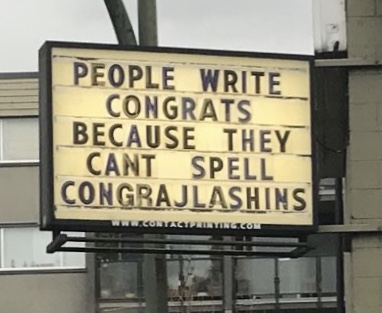 PEOPLE WRITE
CONGRATS
BECAUSE THEY
CANT SPELL
CONGRAJLASHINS
WWW.CONTACTPRINTING.COM